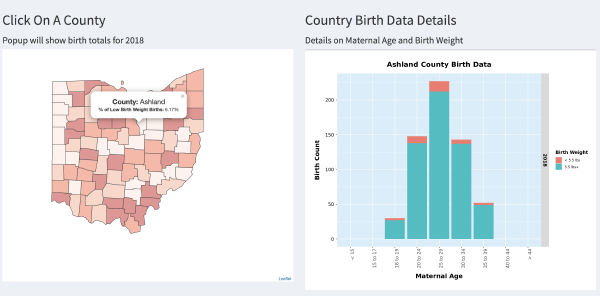 Click On A County
Popup will show birth totals for 2018
County: Ashland
% of Low Birth Weight Births: 6.17%
Leaflet
Country Birth Data Details
Details on Maternal Age and Birth Weight
Ashland County Birth Data
Birth Count
200
150
100
50
0
< 15
15 to 17
18 to 19
20 to 24
25 to 29
30 to 34
35 to 39
40 to 44
> 44
Maternal Age
2018
Birth Weight
< 5.5 lbs
5.5 lbs+